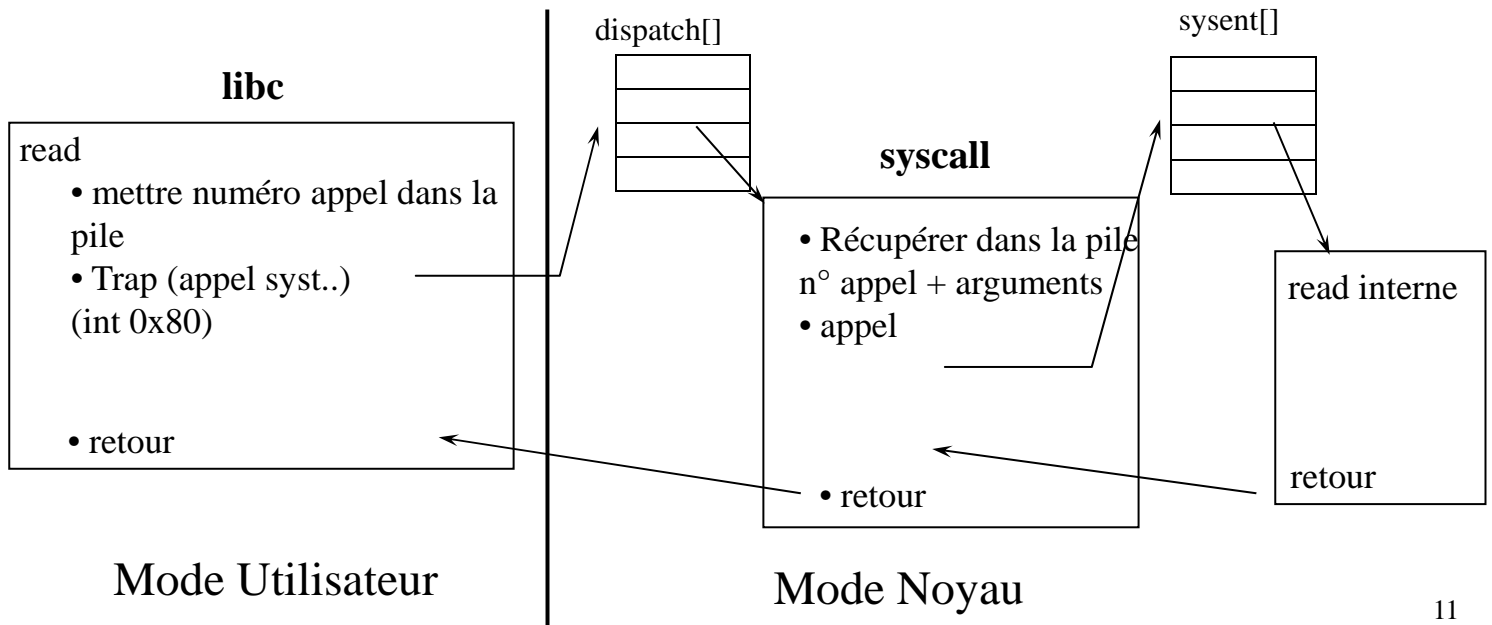 dispatch[]
sysent[]
libc
read
• mettre numéro appel dans la
pile
• Trap (appel syst..)
(int 0x80)
• retour
syscall
• Récupérer dans la pile
n° appel + arguments
• appel
• retour
read interne
retour
Mode Utilisateur
Mode Noyau
11